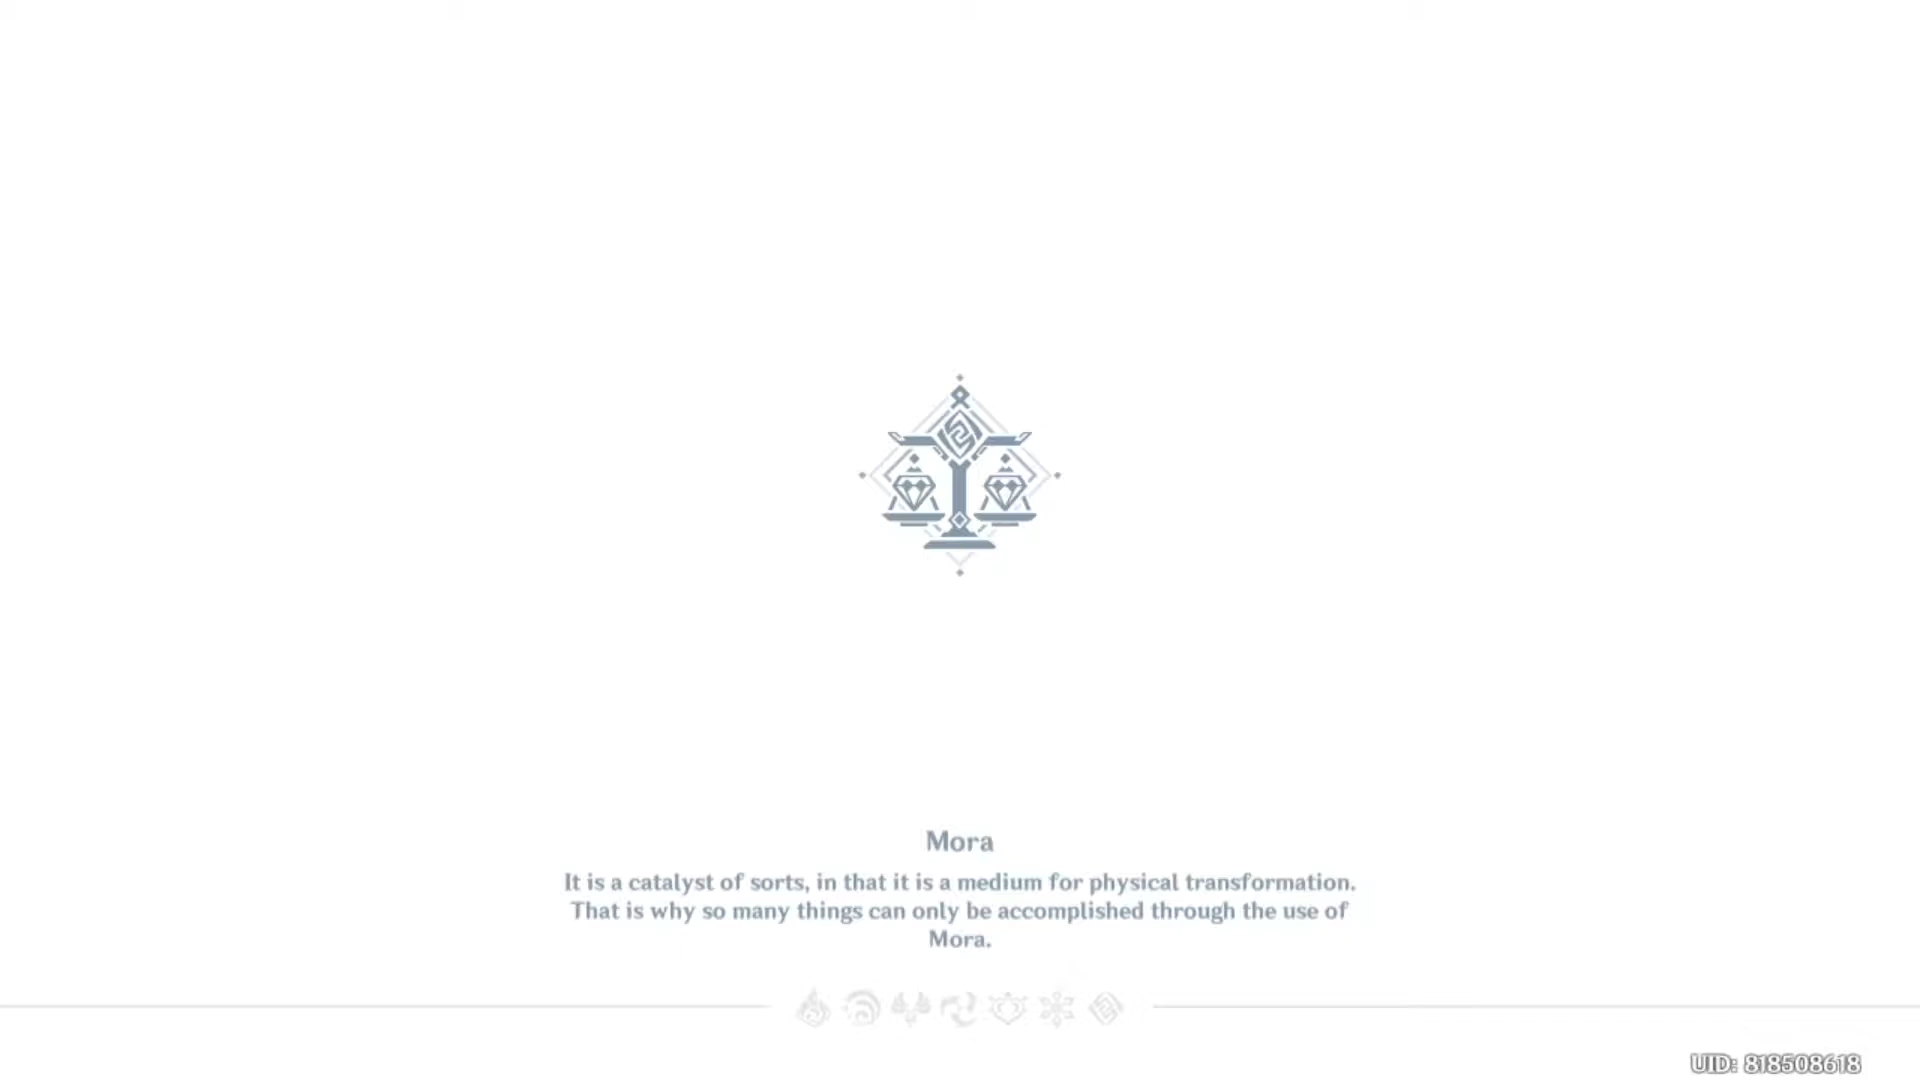 Mora
It is a catalyst of sorts, in that it is a medium for physical transformation.
That is why so many things can only be accomplished through the use of
Mora.
UID: 818508618